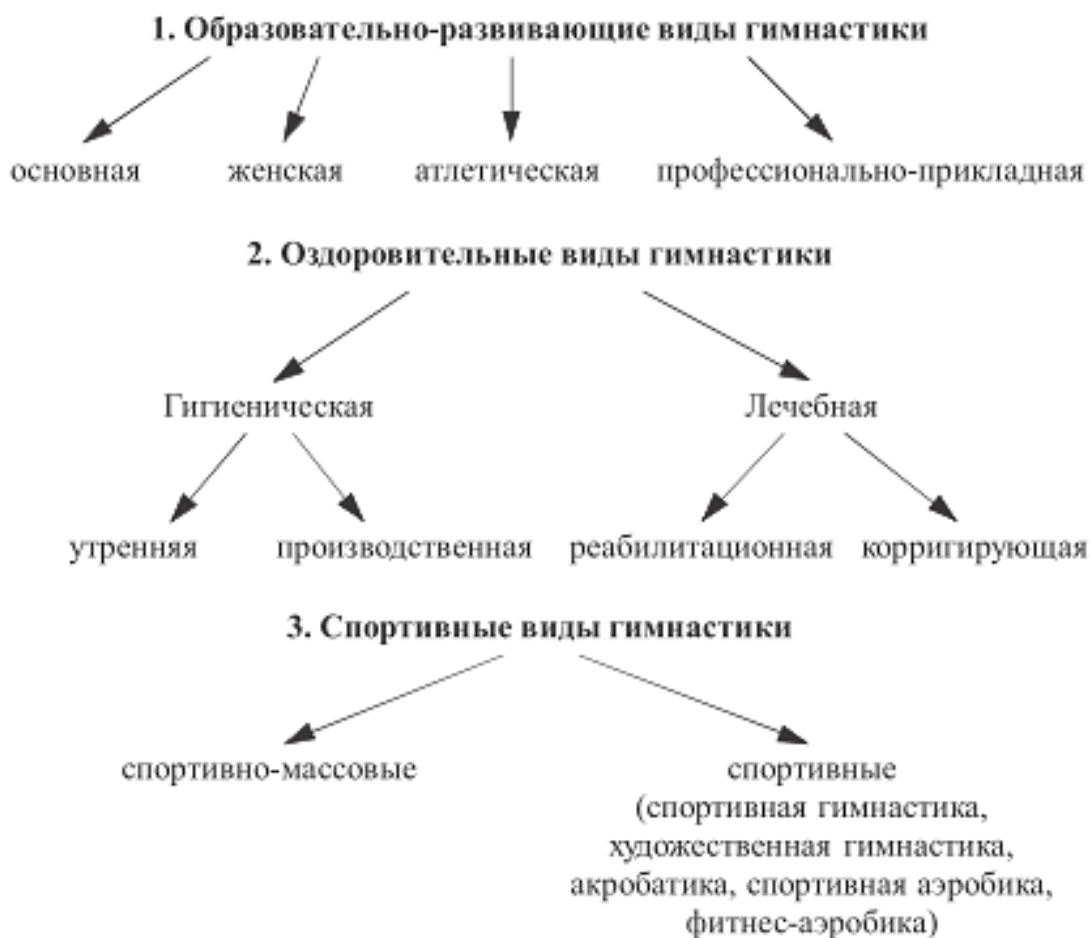 1. Образовательно-развивающие виды гимнастики
основная женская атлетическая профессионально-прикладная
2. Оздоровительные виды гимнастики
Гигиеническая Лечебная
утренняя производственная реабилитационная корригирующая
3. Спортивные виды гимнастики
спортивно-массовые спортивные
(спортивная гимнастика,
художественная гимнастика,
акробатика, спортивная аэробика,
фитнес-аэробика)